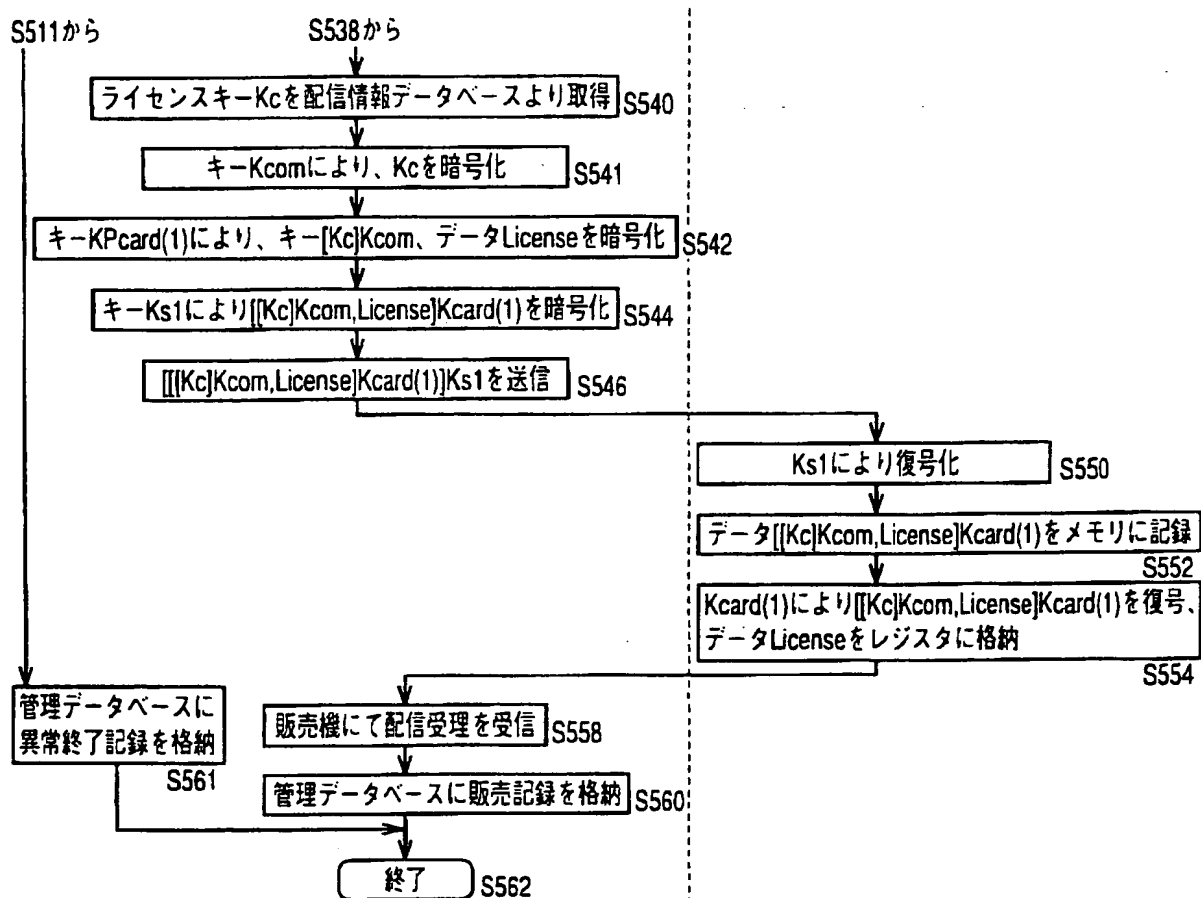 S511から
S538から
ライセンスキーKcを配信情報データベースより取得
S540
キーKcomにより、Kcを暗号化
S541
キーKPcard(1)により、キー[Kc]Kcom、データLicenseを暗号化
S542
キーKs1により[[Kc]Kcom,License]Kcard(1)を暗号化
S544
[[[Kc]Kcom,License]Kcard(1)]Ks1を送信
S546
Ks1により復号化
S550
データ[[Kc]Kcom,License]Kcard(1)をメモリに記録
S552
Kcard(1)により[[Kc]Kcom,License]Kcard(1)を復号、
データLicenseをレジスタに格納
S554
管理データベースに
異常終了記録を格納
S561
販売機にて配信受理を受信
S558
管理データベースに販売記録を格納
S560
終了
S562